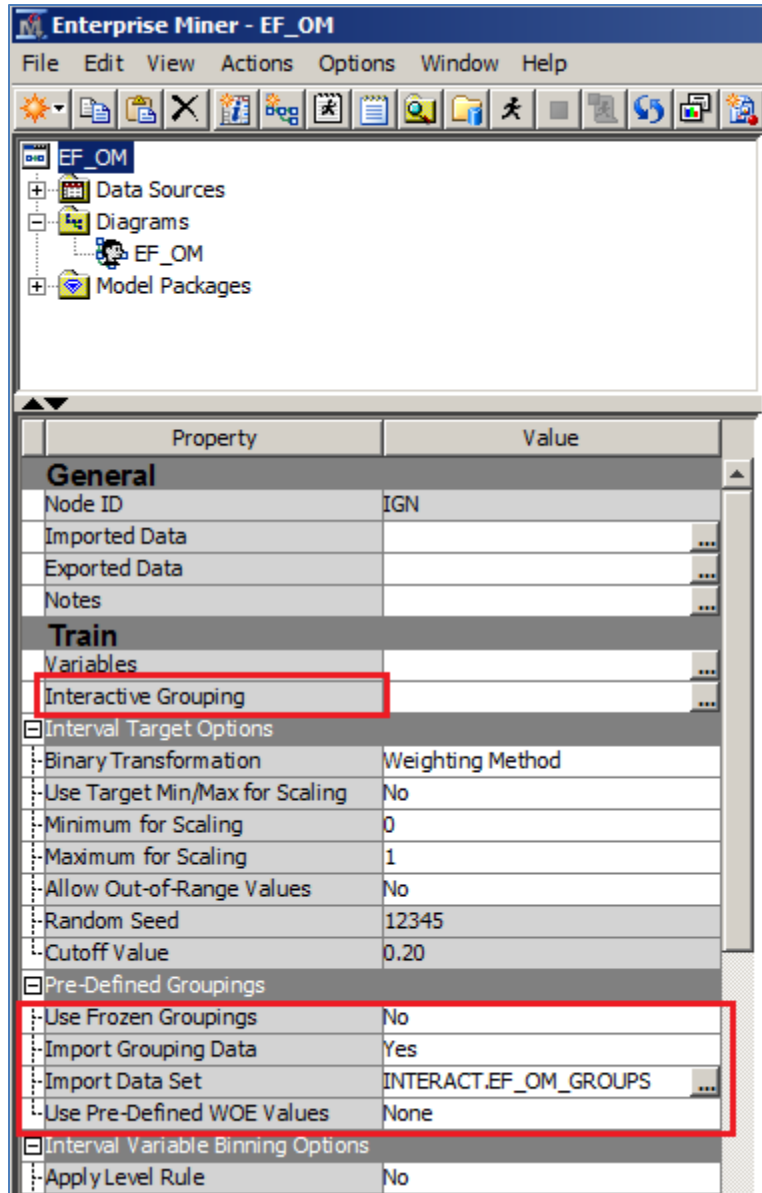 Enterprise Miner - EF_OM
File Edit View Actions Options Window Help
EF_OM
Data Sources
Diagrams
EF_OM
Model Packages
Property Value
General
Node ID IGN
Imported Data ...
Exported Data ...
Notes ...
Train
Variables ...
Interactive Grouping ...
Interval Target Options
Binary Transformation Weighting Method
Use Target Min/Max for Scaling No
Minimum for Scaling 0
Maximum for Scaling 1
Allow Out-of-Range Values No
Random Seed 12345
Cutoff Value 0.20
Pre-Defined Groupings
Use Frozen Groupings No
Import Grouping Data Yes
Import Data Set INTERACT.EF_OM_GROUPS ...
Use Pre-Defined WOE Values None
Interval Variable Binning Options
Apply Level Rule No